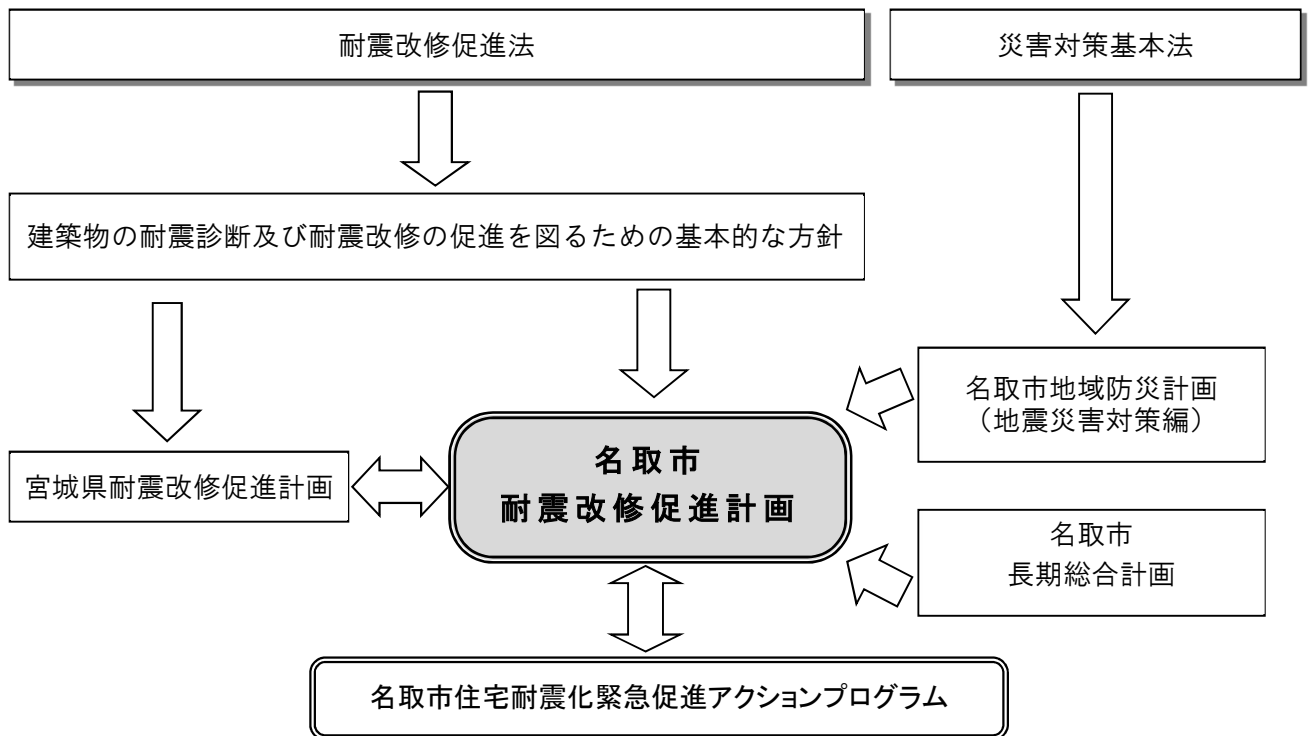 耐震改修促進法
災害対策基本法
建築物の耐震診断及び耐震改修の促進を図るための基本的な方針
名取市地域防災計画
（地震災害対策編）
宮城県耐震改修促進計画
名取市
耐震改修促進計画
名取市
長期総合計画
名取市住宅耐震化緊急促進アクションプログラム